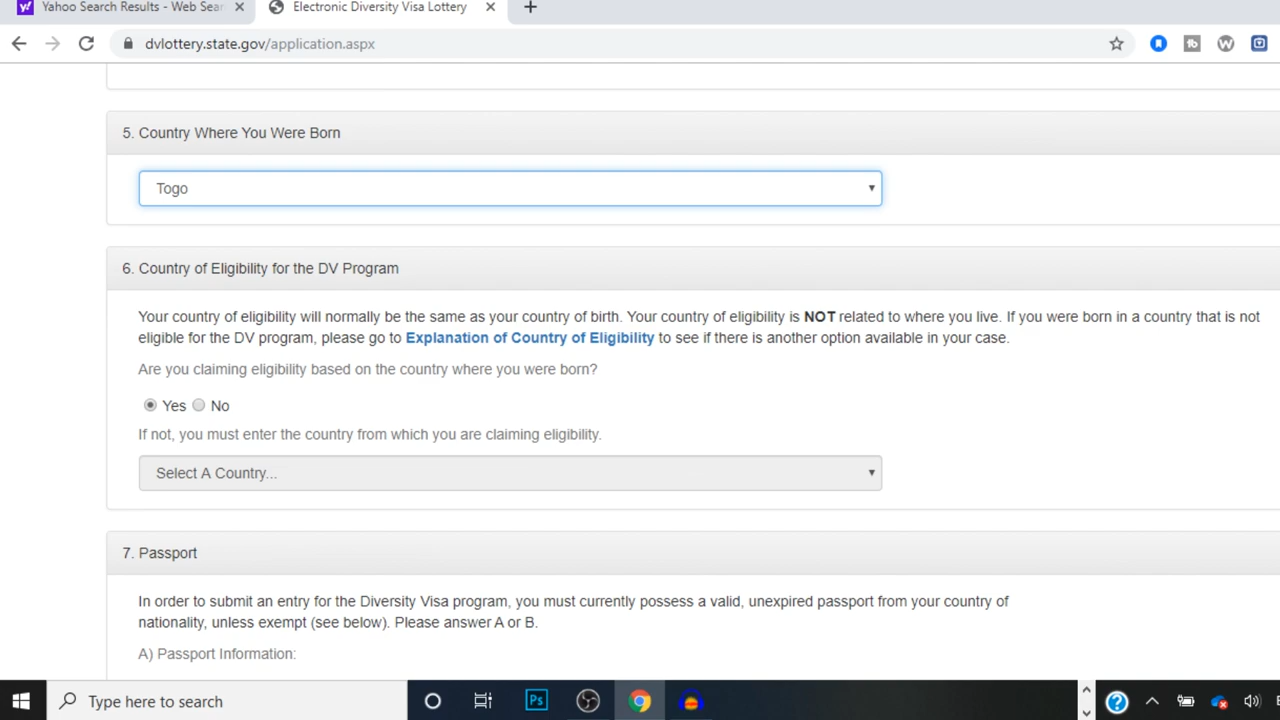 Yahoo Search Results - Web Sear
Electronic Diversity Visa Lottery
dvlottery.state.gov/application.aspx
5. Country Where You Were Born
Togo
6. Country of Eligibility for the DV Program
Your country of eligibility will normally be the same as your country of birth. Your country of eligibility is NOT related to where you live. If you were born in a country that is not
eligible for the DV program, please go to Explanation of Country of Eligibility to see if there is another option available in your case.
Are you claiming eligibility based on the country where you were born?
Yes No
If not, you must enter the country from which you are claiming eligibility.
Select A Country...
7. Passport
In order to submit an entry for the Diversity Visa program, you must currently possess a valid, unexpired passport from your country of
nationality, unless exempt (see below). Please answer A or B.
A) Passport Information:
Type here to search
Ps